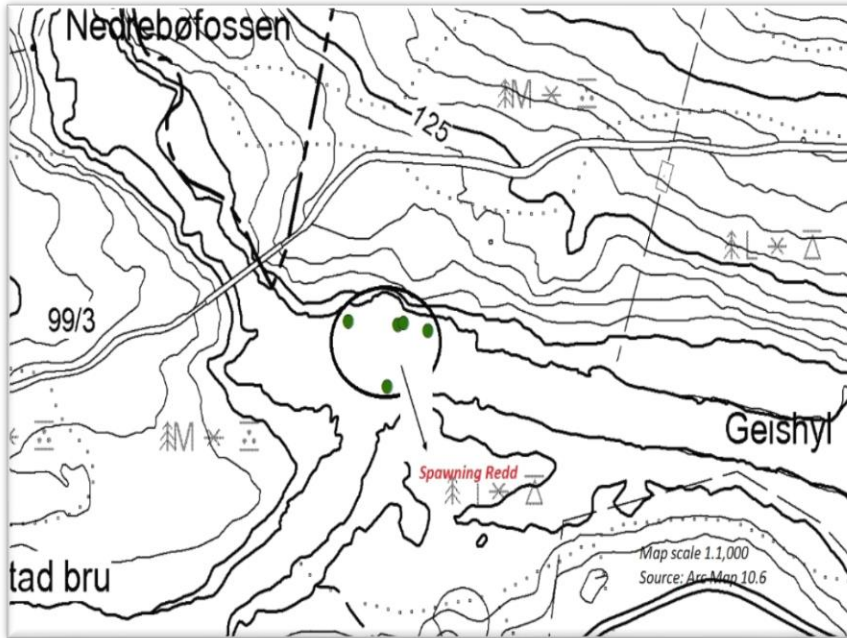 Nedrebøfossen
125
M
L
99/3
M
Geishyl
Spawning Redd
tad bru
Map scale 1.1,000
Source: Arc Map 10.6